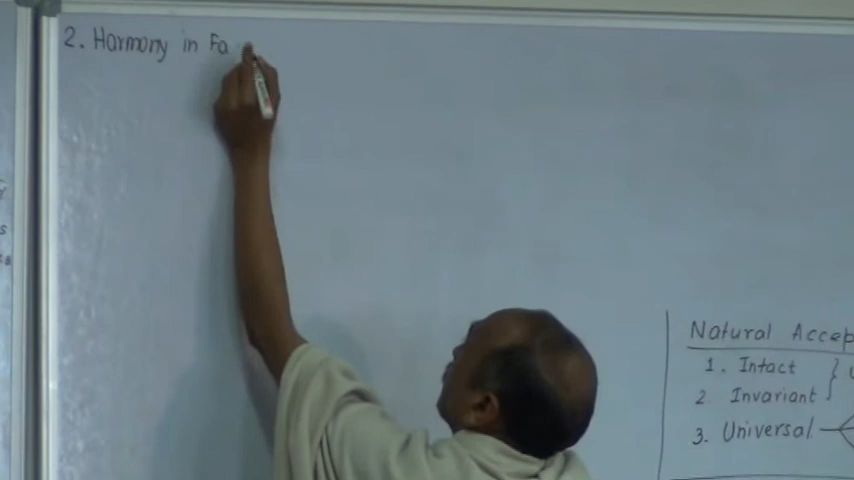 2. Harmony in Fa
Natural Accep
1. Intact
2 Invariant
3. Universal